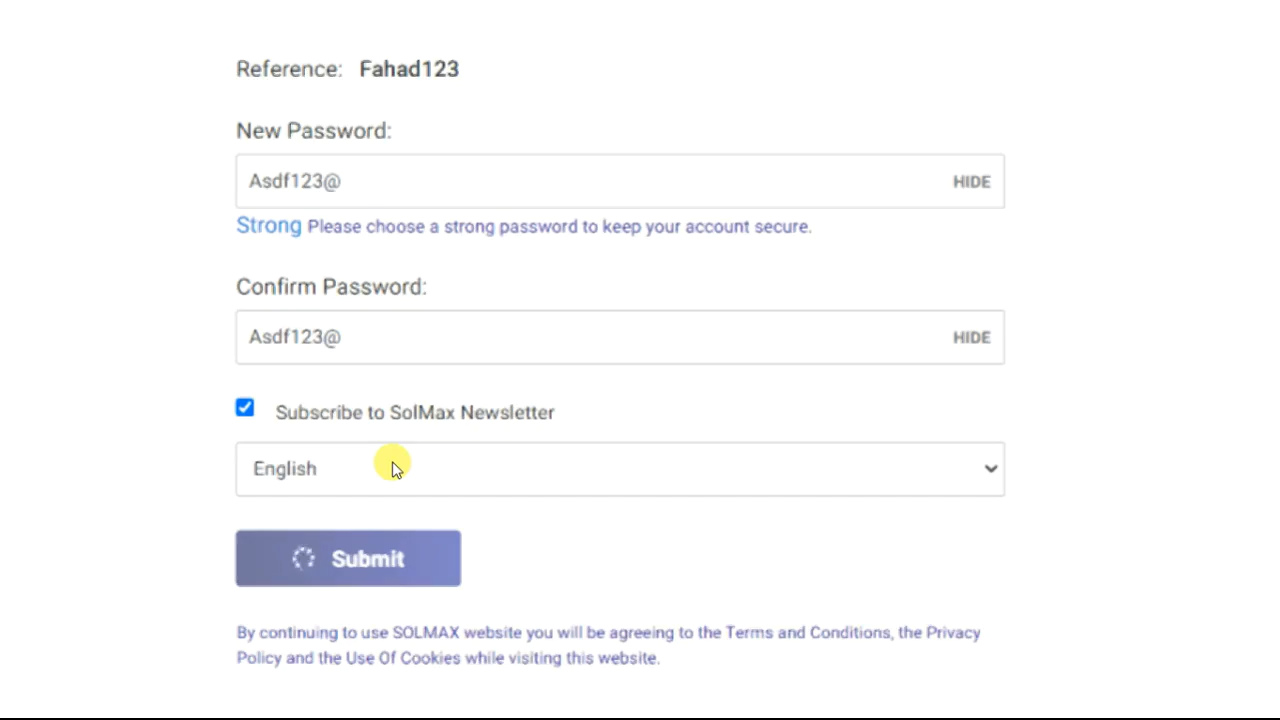 Reference: Fahad123
New Password:
Asdf123@ HIDE
Strong Please choose a strong password to keep your account secure.
Confirm Password:
Asdf123@ HIDE
Subscribe to SolMax Newsletter
English
Submit
By continuing to use SOLMAX website you will be agreeing to the Terms and Conditions, the Privacy
Policy and the Use Of Cookies while visiting this website.